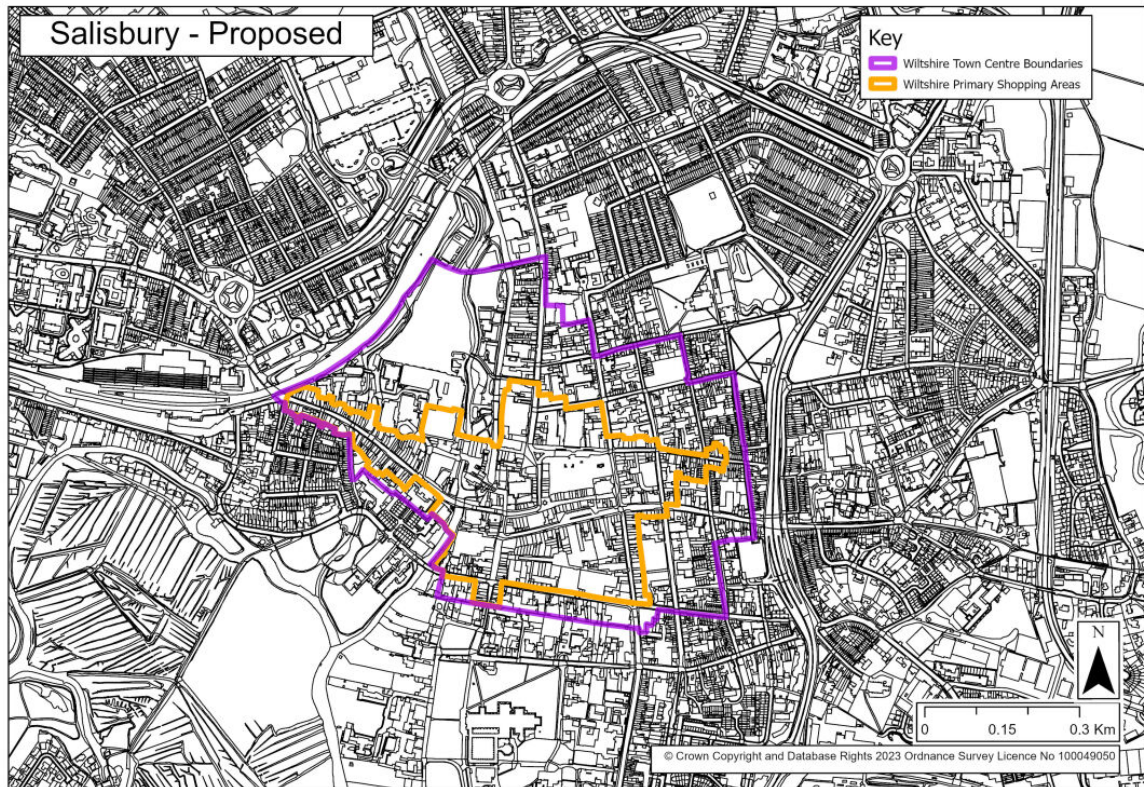 Salisbury - Proposed
Key
Wiltshire Town Centre Boundaries
Wiltshire Primary Shopping Areas
N
0 0.15 0.3 Km
© Crown Copyright and Database Rights 2023 Ordnance Survey Licence No 100049050